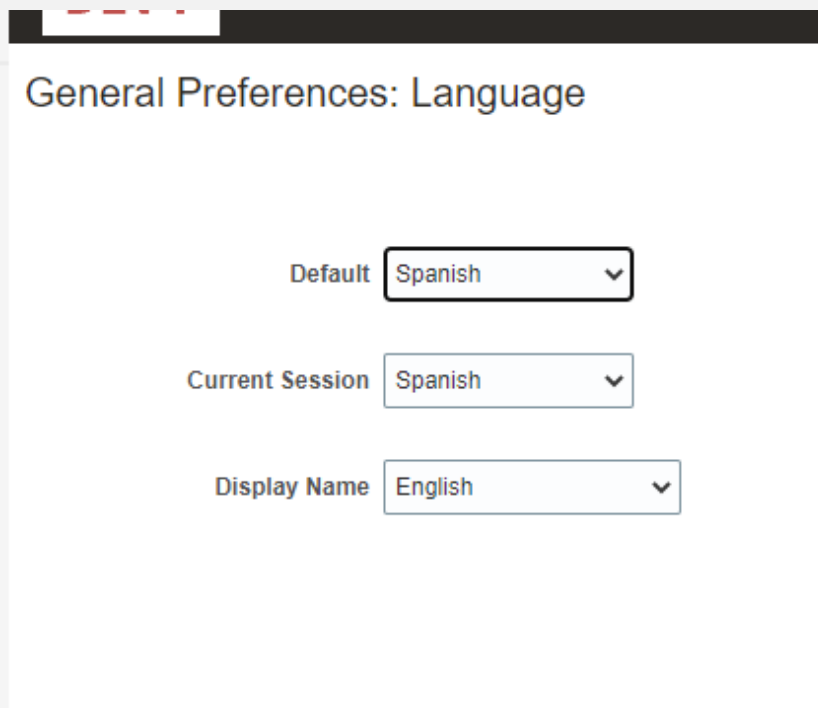 General Preferences: Language
Default Spanish
Current Session Spanish
Display Name English